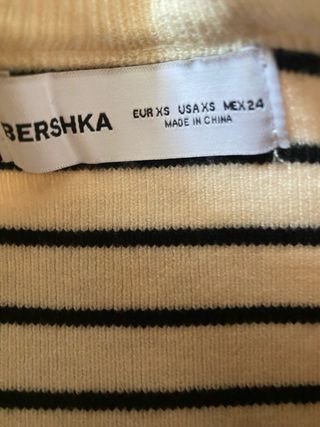 BERSHKA
EUR XS USA XS MEX 24
MADE IN CHINA